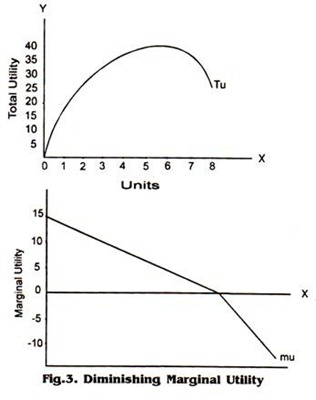 Y
Total Utility
40
35
30
25
20
15
10
5
Tu
0 1 2 3 4 5 6 7 8
X
Units
Marginal Utility
15
10
5
0
X
-5
-10
mu
Fig.3. Diminishing Marginal Utility